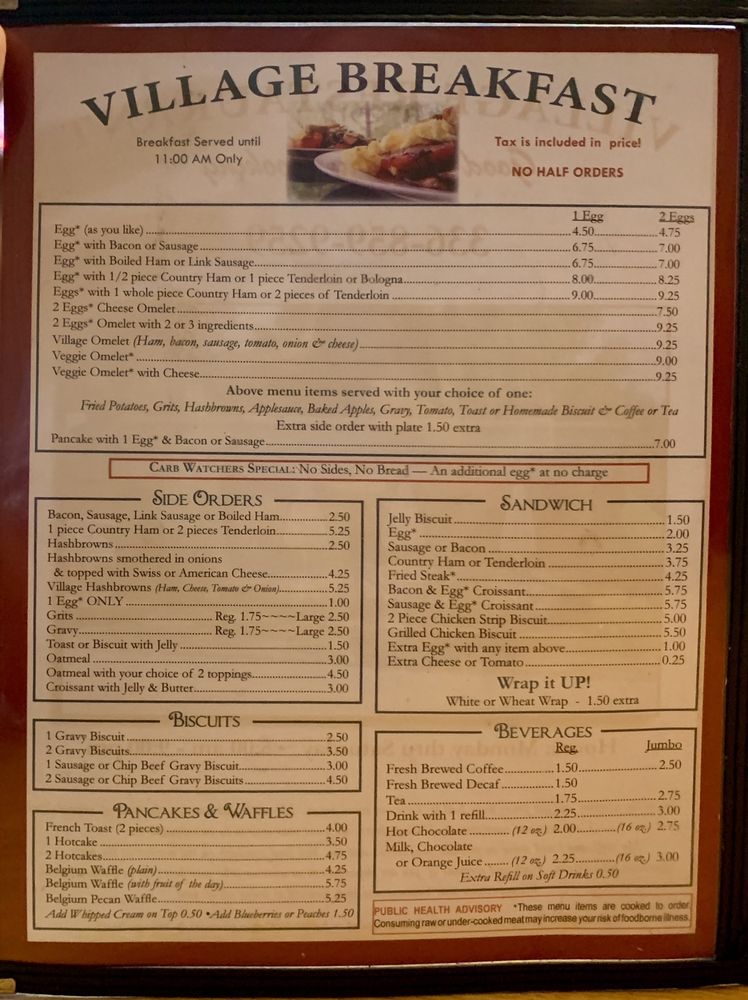 VILLAGE BREAKFAST
Breakfast Served until
11:00 AM Only
Tax is included in price!
NO HALF ORDERS
1 Egg 2 Eggs
Egg* (as you like) 4.50 4.75
Egg* with Bacon or Sausage 6.75 7.00
Egg* with Boiled Ham or Link Sausage 6.75 7.00
Egg* with 1/2 piece Country Ham or 1 piece Tenderloin or Bologna 8.00 8.25
Eggs* with 1 whole piece Country Ham or 2 pieces of Tenderloin 9.00 9.25
2 Eggs* Cheese Omelet 7.50
2 Eggs* Omelet with 2 or 3 ingredients 9.25
Village Omelet (Ham, bacon, sausage, tomato, onion & cheese) 9.25
Veggie Omelet* 9.00
Veggie Omelet* with Cheese 9.25
Above menu items served with your choice of one:
Fried Potatoes, Grits, Hashbrowns, Applesauce, Baked Apples, Gravy, Tomato, Toast or Homemade Biscuit & Coffee or Tea
Extra side order with plate 1.50 extra
Pancake with 1 Egg* & Bacon or Sausage 7.00
CARB WATCHERS SPECIAL: No Sides, No Bread — An additional egg* at no charge
SIDE ORDERS
Bacon, Sausage, Link Sausage or Boiled Ham 2.50
1 piece Country Ham or 2 pieces Tenderloin 5.25
Hashbrowns 2.50
Hashbrowns smothered in onions
& topped with Swiss or American Cheese 4.25
Village Hashbrowns (Ham, Cheese, Tomato & Onion) 5.25
1 Egg* ONLY 1.00
Grits Reg. 1.75~~~~Large 2.50
Gravy Reg. 1.75~~~~Large 2.50
Toast or Biscuit with Jelly 1.50
Oatmeal 3.00
Oatmeal with your choice of 2 toppings 4.50
Croissant with Jelly & Butter 3.00
BISCUITS
1 Gravy Biscuit 2.50
2 Gravy Biscuits 3.50
1 Sausage or Chip Beef Gravy Biscuit 3.00
2 Sausage or Chip Beef Gravy Biscuits 4.50
PANCAKES & WAFFLES
French Toast (2 pieces) 4.00
1 Hotcake 3.50
2 Hotcakes 4.75
Belgium Waffle (plain) 4.25
Belgium Waffle (with fruit of the day) 5.75
Belgium Pecan Waffle 5.25
Add Whipped Cream on Top 0.50 •Add Blueberries or Peaches 1.50
SANDWICH
Jelly Biscuit 1.50
Egg* 2.00
Sausage or Bacon 3.25
Country Ham or Tenderloin 3.75
Fried Steak* 4.25
Bacon & Egg* Croissant 5.75
Sausage & Egg* Croissant 5.75
2 Piece Chicken Strip Biscuit 5.00
Grilled Chicken Biscuit 5.50
Extra Egg* with any item above 1.00
Extra Cheese or Tomato 0.25
Wrap it UP!
White or Wheat Wrap - 1.50 extra
BEVERAGES
Reg. Jumbo
Fresh Brewed Coffee 1.50 2.50
Fresh Brewed Decaf 1.50
Tea 1.75 2.75
Drink with 1 refill 2.25 3.00
Hot Chocolate (12 oz) 2.00 (16 oz) 2.75
Milk, Chocolate
or Orange Juice (12 oz) 2.25 (16 oz) 3.00
Extra Refill on Soft Drinks 0.50
PUBLIC HEALTH ADVISORY *These menu items are cooked to order.
Consuming raw or under-cooked meat may increase your risk of foodborne illness.